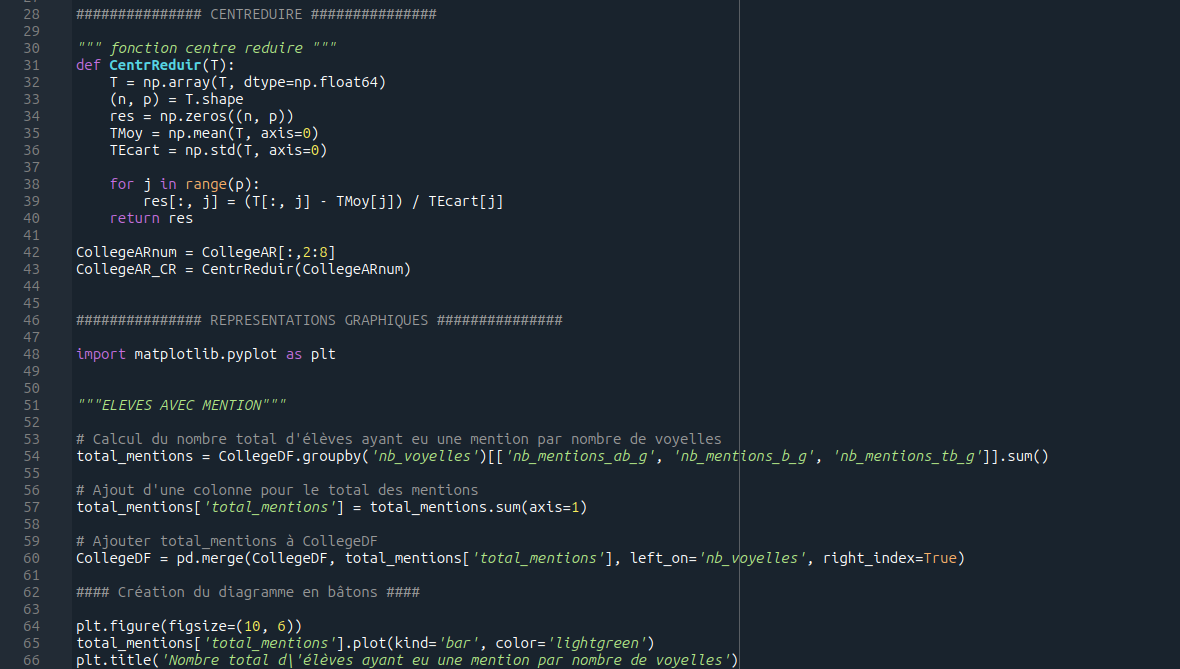 28 ############### CENTREDUIRE ###############
29
30 """ fonction centre reduire """
31 def CentrReduir(T):
32     T = np.array(T, dtype=np.float64)
33     (n, p) = T.shape
34     res = np.zeros((n, p))
35     TMoy = np.mean(T, axis=0)
36     TEcart = np.std(T, axis=0)
37
38     for j in range(p):
39         res[:, j] = (T[:, j] - TMoy[j]) / TEcart[j]
40     return res
41
42 CollegeARnum = CollegeAR[:,2:8]
43 CollegeAR_CR = CentrReduir(CollegeARnum)
44
45
46 ############### REPRESENTATIONS GRAPHIQUES ###############
47
48 import matplotlib.pyplot as plt
49
50
51 """ELEVES AVEC MENTION"""
52
53 # Calcul du nombre total d'élèves ayant eu une mention par nombre de voyelles
54 total_mentions = CollegeDF.groupby('nb_voyelles')[['nb_mentions_ab_g', 'nb_mentions_b_g', 'nb_mentions_tb_g']].sum()
55
56 # Ajout d'une colonne pour le total des mentions
57 total_mentions['total_mentions'] = total_mentions.sum(axis=1)
58
59 # Ajouter total_mentions à CollegeDF
60 CollegeDF = pd.merge(CollegeDF, total_mentions['total_mentions'], left_on='nb_voyelles', right_index=True)
61
62 #### Création du diagramme en bâtons ####
63
64 plt.figure(figsize=(10, 6))
65 total_mentions['total_mentions'].plot(kind='bar', color='lightgreen')
66 plt.title('Nombre total d\'élèves ayant eu une mention par nombre de voyelles')